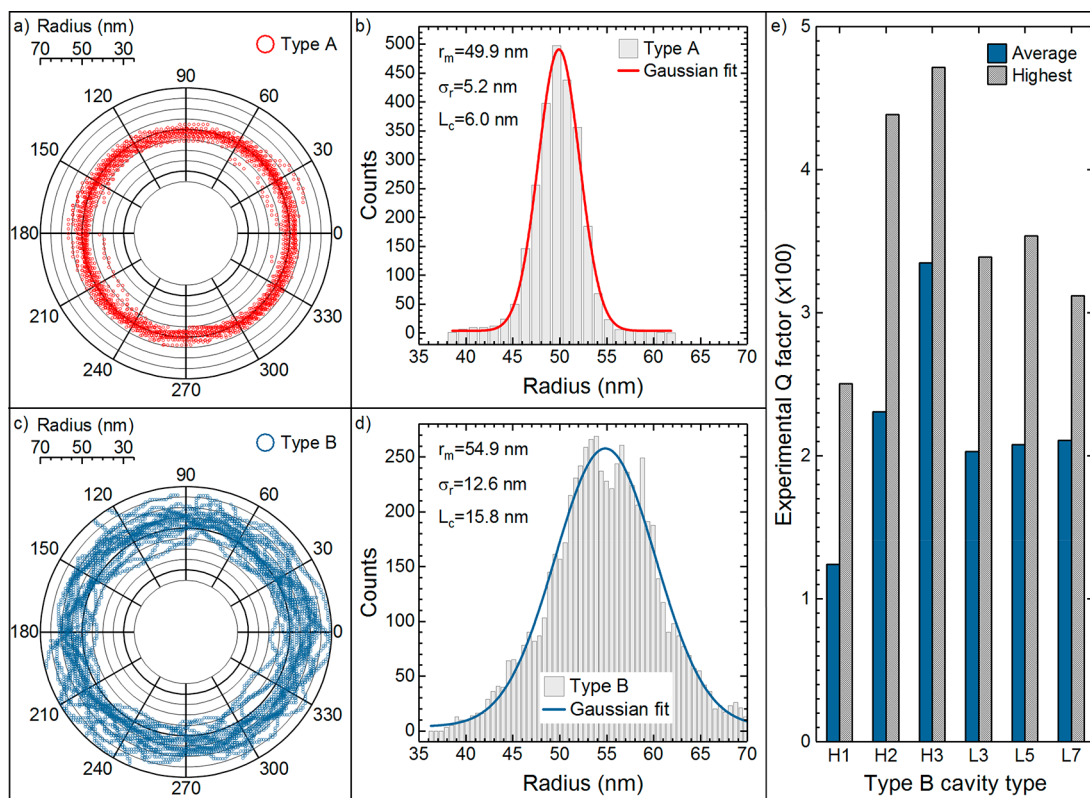 a)
Radius (nm)
70 50 30
Type A
90
120 60
150 30
180 0
210 330
240 300
270
b)
r_m=49.9 nm
σ_r=5.2 nm
L_c=6.0 nm
Type A
Gaussian fit
500
450
400
350
300
250
200
150
100
50
0
Counts
35 40 45 50 55 60 65 70
Radius (nm)
c)
Radius (nm)
70 50 30
Type B
90
120 60
150 30
180 0
210 330
240 300
270
d)
r_m=54.9 nm
σ_r=12.6 nm
L_c=15.8 nm
250
200
150
100
50
0
Counts
Type B
Gaussian fit
35 40 45 50 55 60 65 70
Radius (nm)
e)
Average
Highest
5
4
3
2
1
0
Experimental Q factor (x100)
H1 H2 H3 L3 L5 L7
Type B cavity type